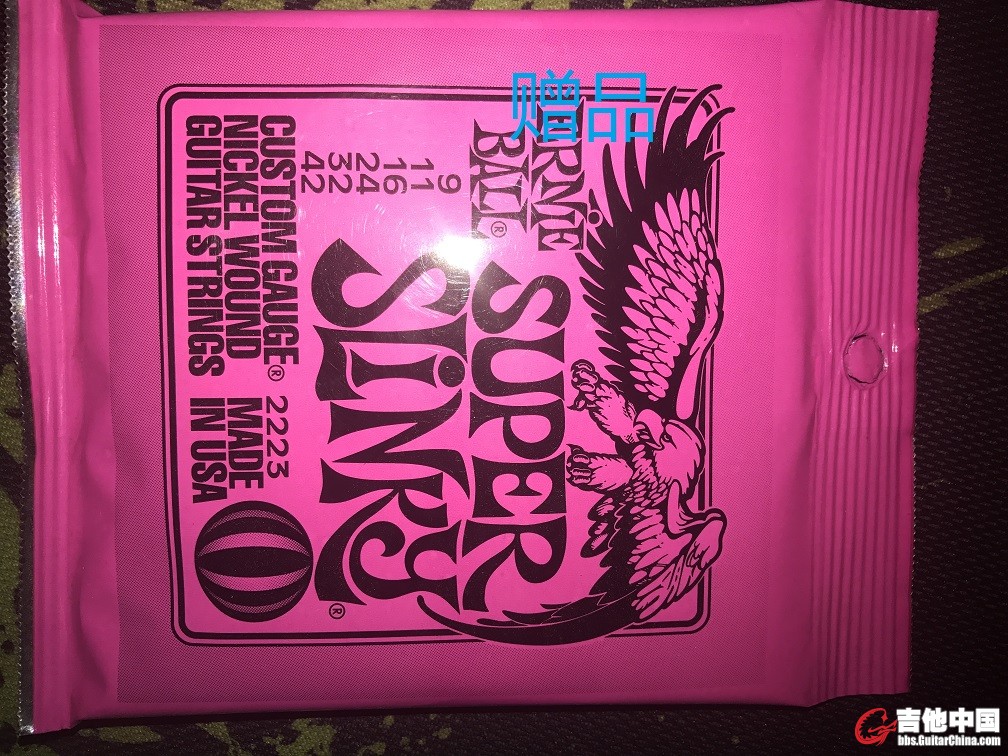 赠品
ERNIE
BALL®
SUPER
SLINKY®
9
11
16
24
32
42
CUSTOM GAUGE® 2223
NICKEL WOUND MADE
GUITAR STRINGS IN USA
吉他中国
bbs.GuitarChina.com